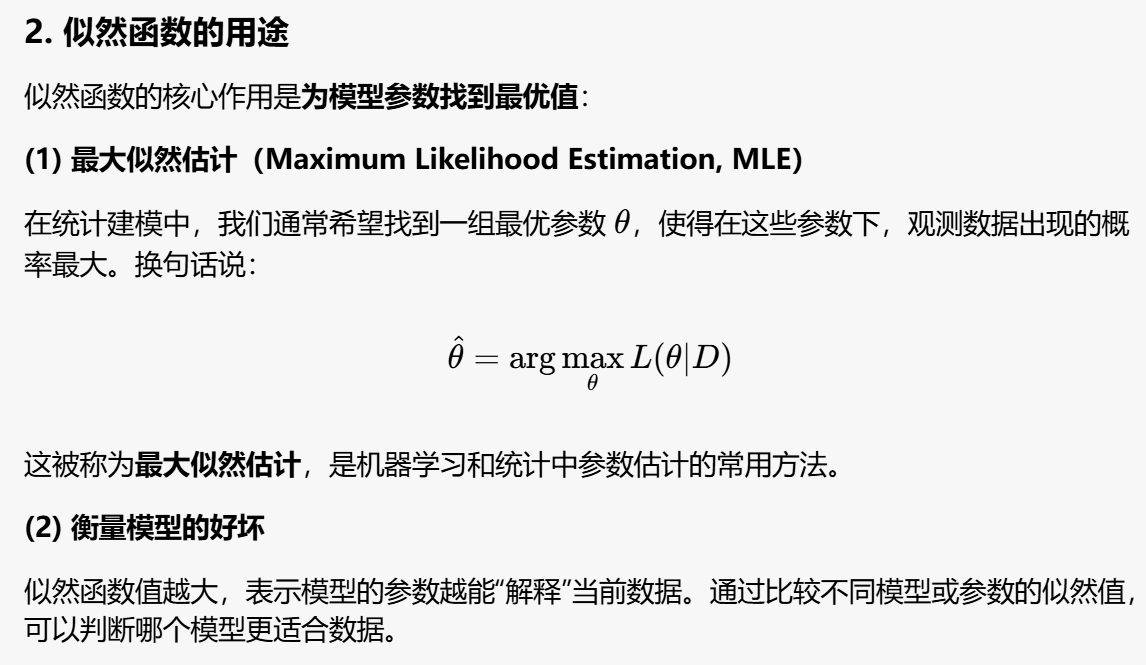 2. 似然函数的用途
似然函数的核心作用是为模型参数找到最优值：
(1) 最大似然估计（Maximum Likelihood Estimation, MLE）
在统计建模中，我们通常希望找到一组最优参数 θ，使得在这些参数下，观测数据出现的概
率最大。换句话说：
θ̂ = arg max_θ L(θ|D)
这被称为最大似然估计，是机器学习和统计中参数估计的常用方法。
(2) 衡量模型的好坏
似然函数值越大，表示模型的参数越能“解释”当前数据。通过比较不同模型或参数的似然值，
可以判断哪个模型更适合数据。